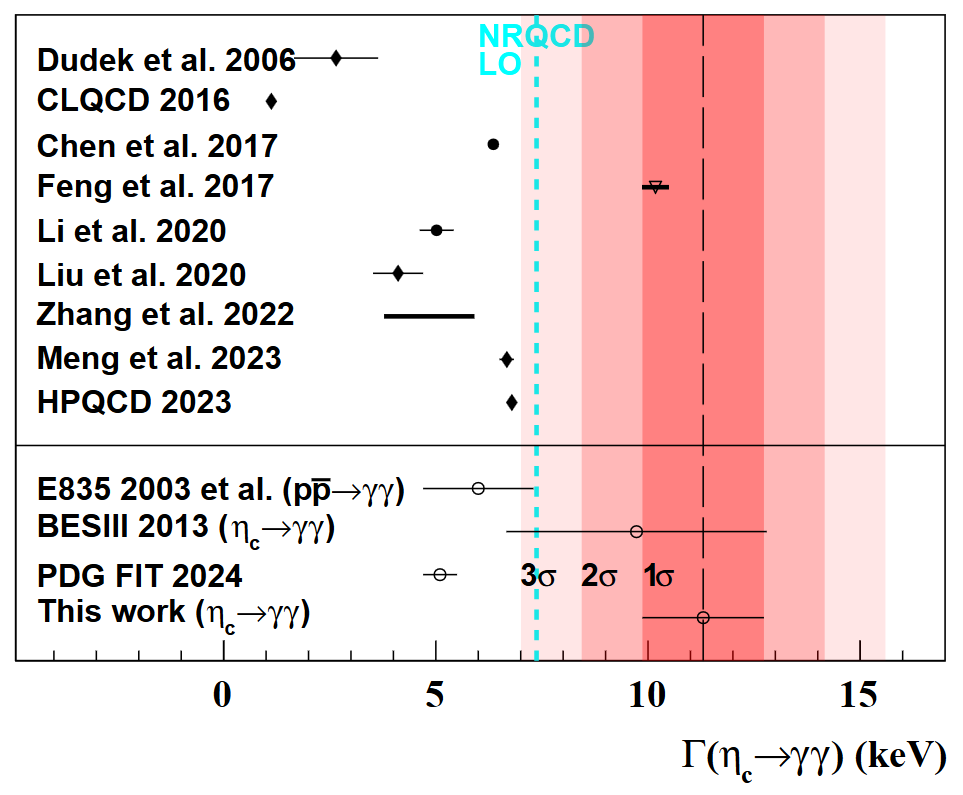 NRQCD
LO
Dudek et al. 2006
CLQCD 2016
Chen et al. 2017
Feng et al. 2017
Li et al. 2020
Liu et al. 2020
Zhang et al. 2022
Meng et al. 2023
HPQCD 2023
E835 2003 et al. (pp̅→γγ)
BESIII 2013 (η_c→γγ)
PDG FIT 2024
3σ 2σ 1σ
This work (η_c→γγ)
0 5 10 15
Γ(η_c→γγ) (keV)